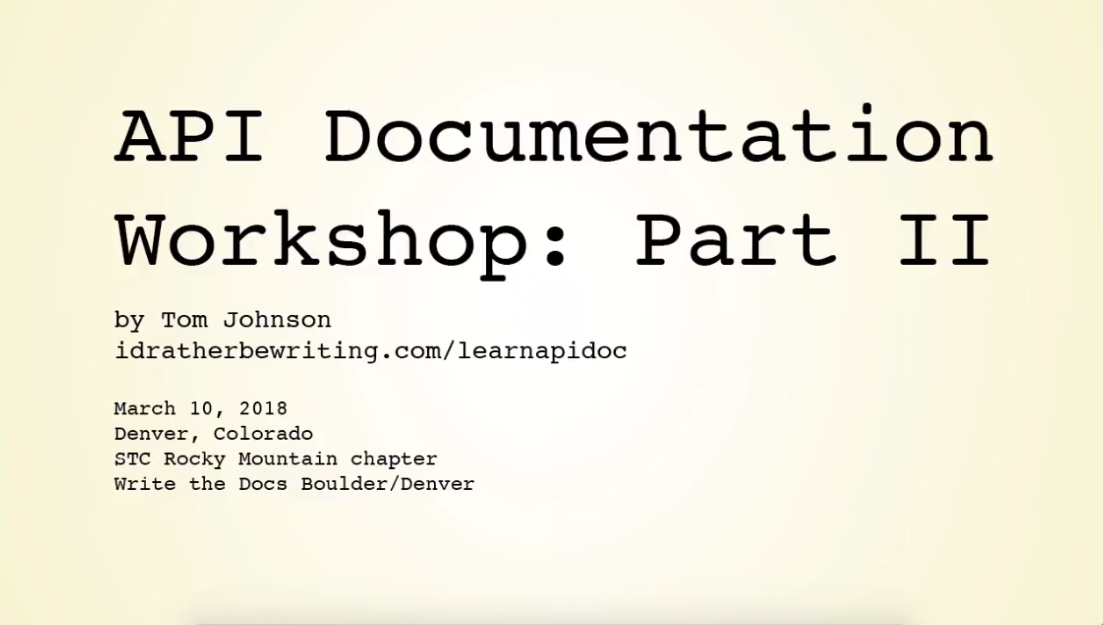 API Documentation
Workshop: Part II
by Tom Johnson
idratherbewriting.com/learnapidoc
March 10, 2018
Denver, Colorado
STC Rocky Mountain chapter
Write the Docs Boulder/Denver